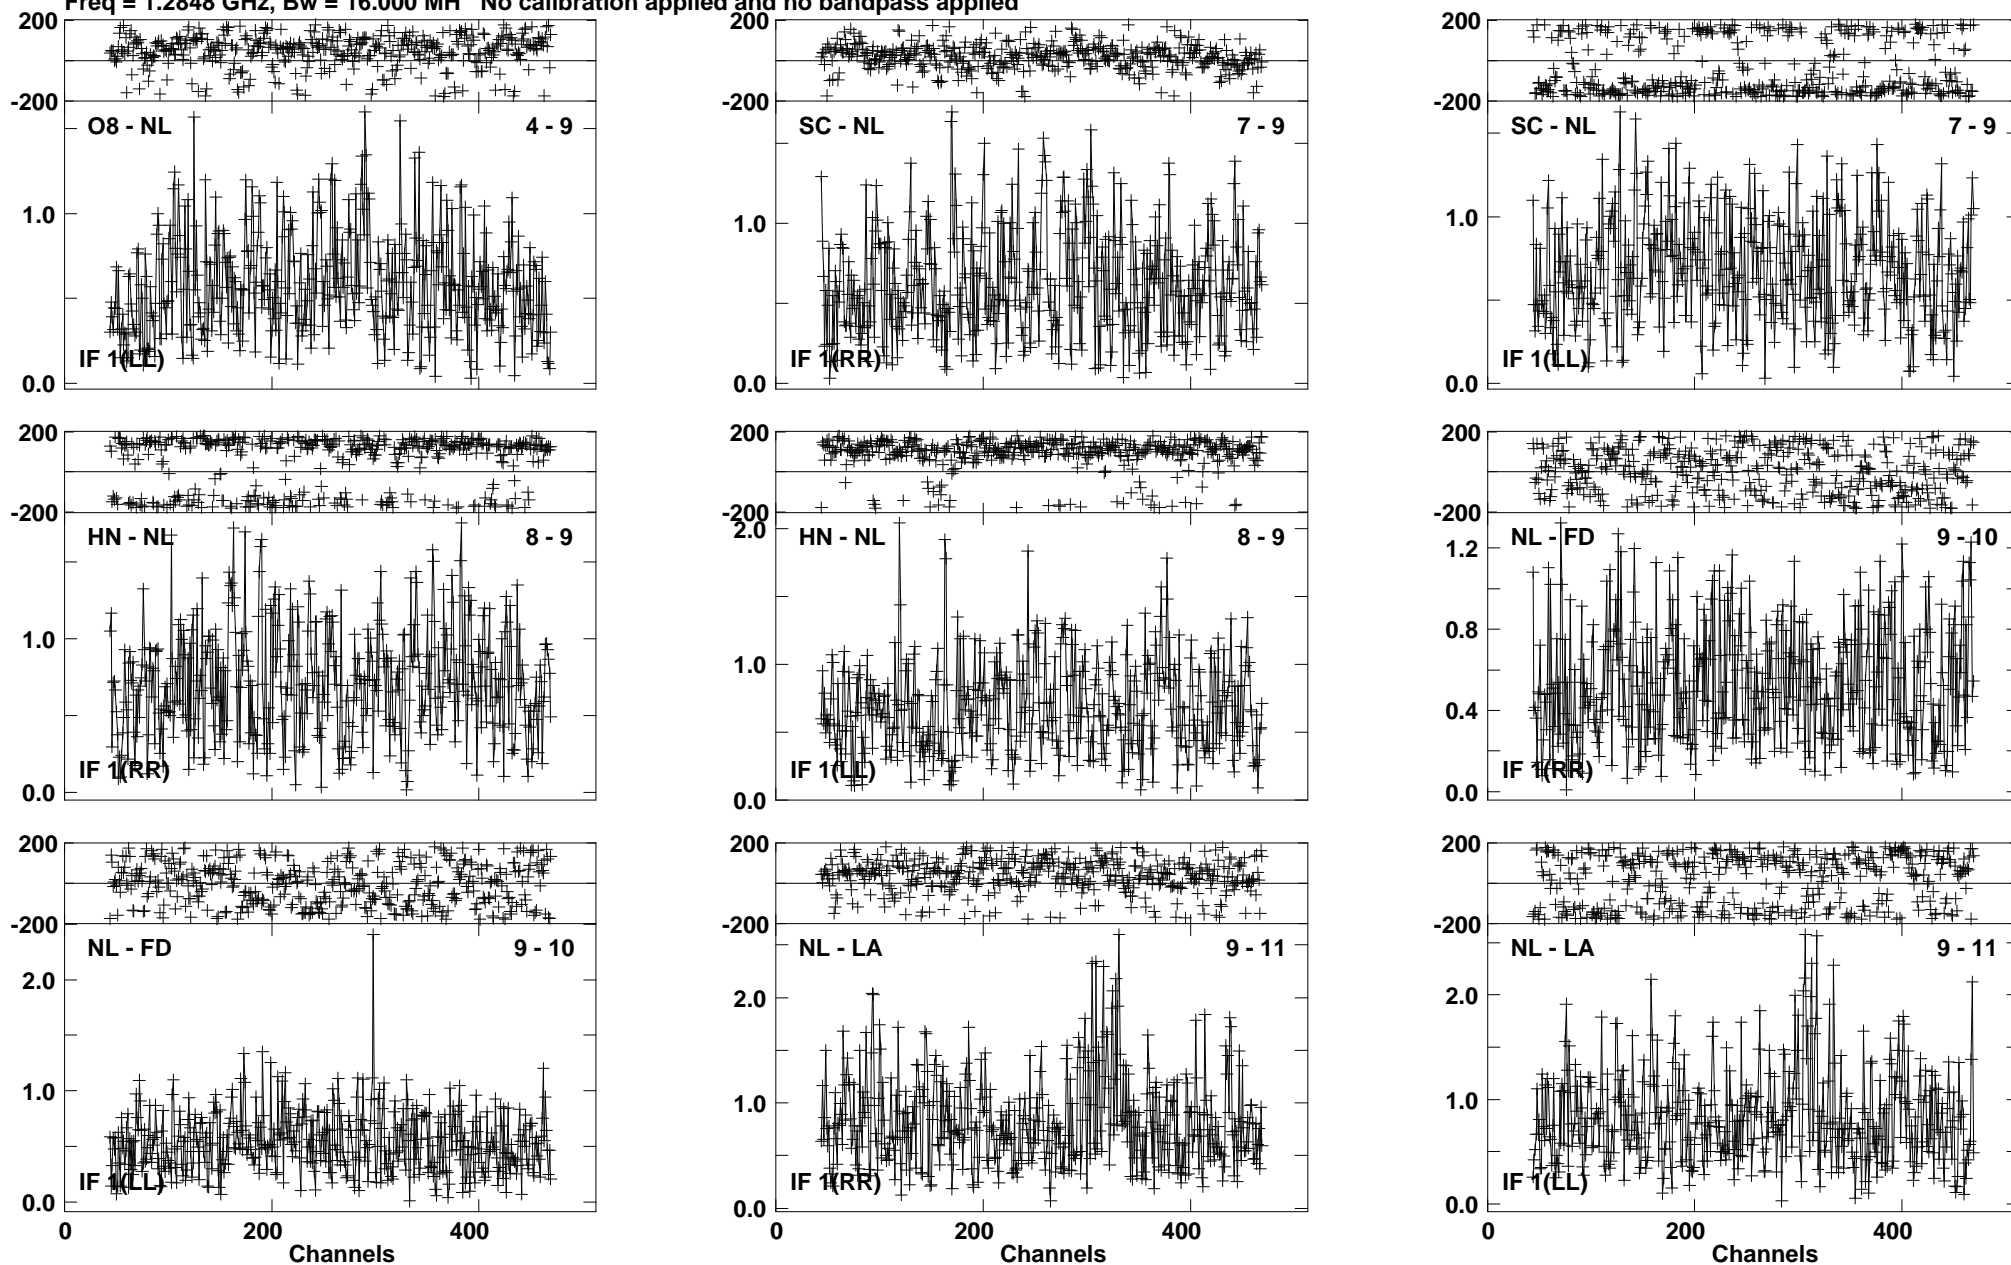 Freq = 1.2848 GHz, Bw = 16.000 MH   No calibration applied and no bandpass applied
200
-200
O8 - NL
4 - 9
1.0
0.0
IF 1(LL)
200
-200
SC - NL
7 - 9
1.0
0.0
IF 1(RR)
200
-200
SC - NL
7 - 9
1.0
0.0
IF 1(LL)
200
-200
HN - NL
8 - 9
1.0
0.0
IF 1(RR)
200
-200
2.0
HN - NL
8 - 9
1.0
0.0
IF 1(LL)
200
-200
NL - FD
9 - 10
1.2
0.8
0.4
0.0
IF 1(RR)
200
-200
NL - FD
9 - 10
2.0
1.0
0.0
IF 1(LL)
0 200 400
Channels
200
-200
NL - LA
9 - 11
2.0
1.0
0.0
IF 1(RR)
0 200 400
Channels
200
-200
NL - LA
9 - 11
2.0
1.0
0.0
IF 1(LL)
0 200 400
Channels